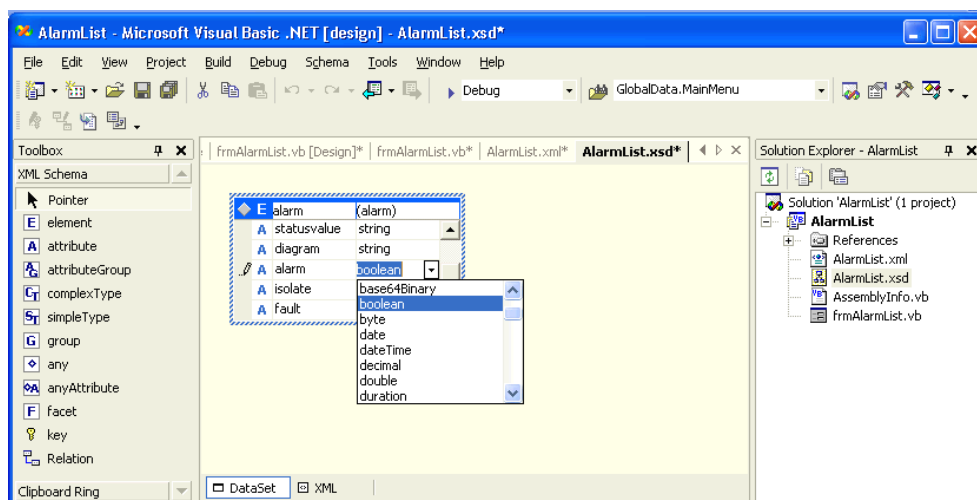 AlarmList - Microsoft Visual Basic .NET [design] - AlarmList.xsd*
File Edit View Project Build Debug Schema Tools Window Help
Debug GlobalData.MainMenu
Toolbox
XML Schema
Pointer
E element
A attribute
attributeGroup
CT complexType
ST simpleType
G group
any
anyAttribute
F facet
key
Relation
Clipboard Ring
frmAlarmList.vb [Design]* frmAlarmList.vb* AlarmList.xml* AlarmList.xsd*
E alarm (alarm)
A statusvalue string
A diagram string
A alarm boolean
A isolate
A fault
base64Binary
boolean
byte
date
dateTime
decimal
double
duration
DataSet XML
Solution Explorer - AlarmList
Solution 'AlarmList' (1 project)
AlarmList
References
AlarmList.xml
AlarmList.xsd
AssemblyInfo.vb
frmAlarmList.vb